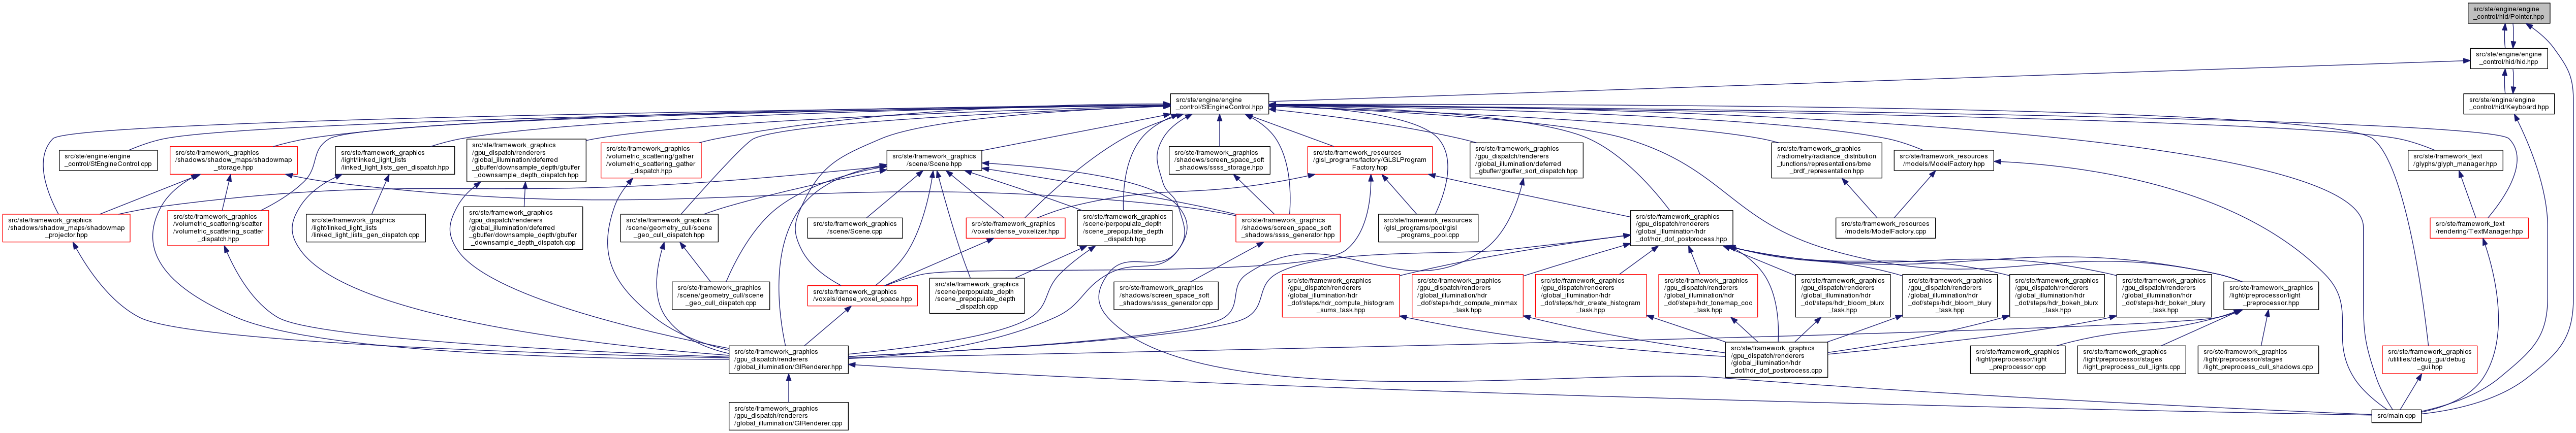 src/ste/engine/engine
_control/hid/Pointer.hpp
src/ste/engine/engine
_control/hid/hid.hpp
src/ste/engine/engine
_control/StEngineControl.hpp
src/ste/engine/engine
_control/hid/Keyboard.hpp
src/ste/engine/engine
_control/StEngineControl.cpp
src/ste/framework_graphics
/shadows/shadow_maps/shadowmap
_storage.hpp
src/ste/framework_graphics
/light/linked_light_lists
/linked_light_lists_gen_dispatch.hpp
src/ste/framework_graphics
/gpu_dispatch/renderers
/global_illumination/deferred
_gbuffer/downsample_depth/gbuffer
_downsample_depth_dispatch.hpp
src/ste/framework_graphics
/volumetric_scattering/gather
/volumetric_scattering_gather
_dispatch.hpp
src/ste/framework_graphics
/scene/Scene.hpp
src/ste/framework_graphics
/shadows/screen_space_soft
_shadows/ssss_storage.hpp
src/ste/framework_resources
/glsl_programs/factory/GLSLProgram
Factory.hpp
src/ste/framework_graphics
/gpu_dispatch/renderers
/global_illumination/deferred
_gbuffer/gbuffer_sort_dispatch.hpp
src/ste/framework_graphics
/radiometry/radiance_distribution
_functions/representations/bme
_brdf_representation.hpp
src/ste/framework_resources
/models/ModelFactory.hpp
src/ste/framework_text
/glyphs/glyph_manager.hpp
src/ste/framework_graphics
/shadows/shadow_maps/shadowmap
_projector.hpp
src/ste/framework_graphics
/volumetric_scattering/scatter
/volumetric_scattering_scatter
_dispatch.hpp
src/ste/framework_graphics
/light/linked_light_lists
/linked_light_lists_gen_dispatch.cpp
src/ste/framework_graphics
/gpu_dispatch/renderers
/global_illumination/deferred
_gbuffer/downsample_depth/gbuffer
_downsample_depth_dispatch.cpp
src/ste/framework_graphics
/scene/geometry_cull/scene
_geo_cull_dispatch.hpp
src/ste/framework_graphics
/scene/Scene.cpp
src/ste/framework_graphics
/voxels/dense_voxelizer.hpp
src/ste/framework_graphics
/scene/perpopulate_depth
/scene_prepopulate_depth
_dispatch.hpp
src/ste/framework_graphics
/shadows/screen_space_soft
_shadows/ssss_generator.hpp
src/ste/framework_resources
/glsl_programs/pool/glsl
_programs_pool.cpp
src/ste/framework_graphics
/gpu_dispatch/renderers
/global_illumination/hdr
_dof/hdr_dof_postprocess.hpp
src/ste/framework_resources
/models/ModelFactory.cpp
src/ste/framework_text
/rendering/TextManager.hpp
src/ste/framework_graphics
/scene/geometry_cull/scene
_geo_cull_dispatch.cpp
src/ste/framework_graphics
/voxels/dense_voxel_space.hpp
src/ste/framework_graphics
/scene/perpopulate_depth
/scene_prepopulate_depth
_dispatch.cpp
src/ste/framework_graphics
/shadows/screen_space_soft
_shadows/ssss_generator.cpp
src/ste/framework_graphics
/gpu_dispatch/renderers
/global_illumination/hdr
_dof/steps/hdr_compute_histogram
_sums_task.hpp
src/ste/framework_graphics
/gpu_dispatch/renderers
/global_illumination/hdr
_dof/steps/hdr_compute_minmax
_task.hpp
src/ste/framework_graphics
/gpu_dispatch/renderers
/global_illumination/hdr
_dof/steps/hdr_create_histogram
_task.hpp
src/ste/framework_graphics
/gpu_dispatch/renderers
/global_illumination/hdr
_dof/steps/hdr_tonemap_coc
_task.hpp
src/ste/framework_graphics
/gpu_dispatch/renderers
/global_illumination/hdr
_dof/steps/hdr_bloom_blurx
_task.hpp
src/ste/framework_graphics
/gpu_dispatch/renderers
/global_illumination/hdr
_dof/steps/hdr_bloom_blury
_task.hpp
src/ste/framework_graphics
/gpu_dispatch/renderers
/global_illumination/hdr
_dof/steps/hdr_bokeh_blurx
_task.hpp
src/ste/framework_graphics
/gpu_dispatch/renderers
/global_illumination/hdr
_dof/steps/hdr_bokeh_blury
_task.hpp
src/ste/framework_graphics
/light/preprocessor/light
_preprocessor.hpp
src/ste/framework_graphics
/gpu_dispatch/renderers
/global_illumination/GIRenderer.hpp
src/ste/framework_graphics
/gpu_dispatch/renderers
/global_illumination/hdr
_dof/hdr_dof_postprocess.cpp
src/ste/framework_graphics
/light/preprocessor/light
_preprocessor.cpp
src/ste/framework_graphics
/light/preprocessor/stages
/light_preprocess_cull_lights.cpp
src/ste/framework_graphics
/light/preprocessor/stages
/light_preprocess_cull_shadows.cpp
src/ste/framework_graphics
/utilities/debug_gui/debug
_gui.hpp
src/ste/framework_graphics
/gpu_dispatch/renderers
/global_illumination/GIRenderer.cpp
src/main.cpp